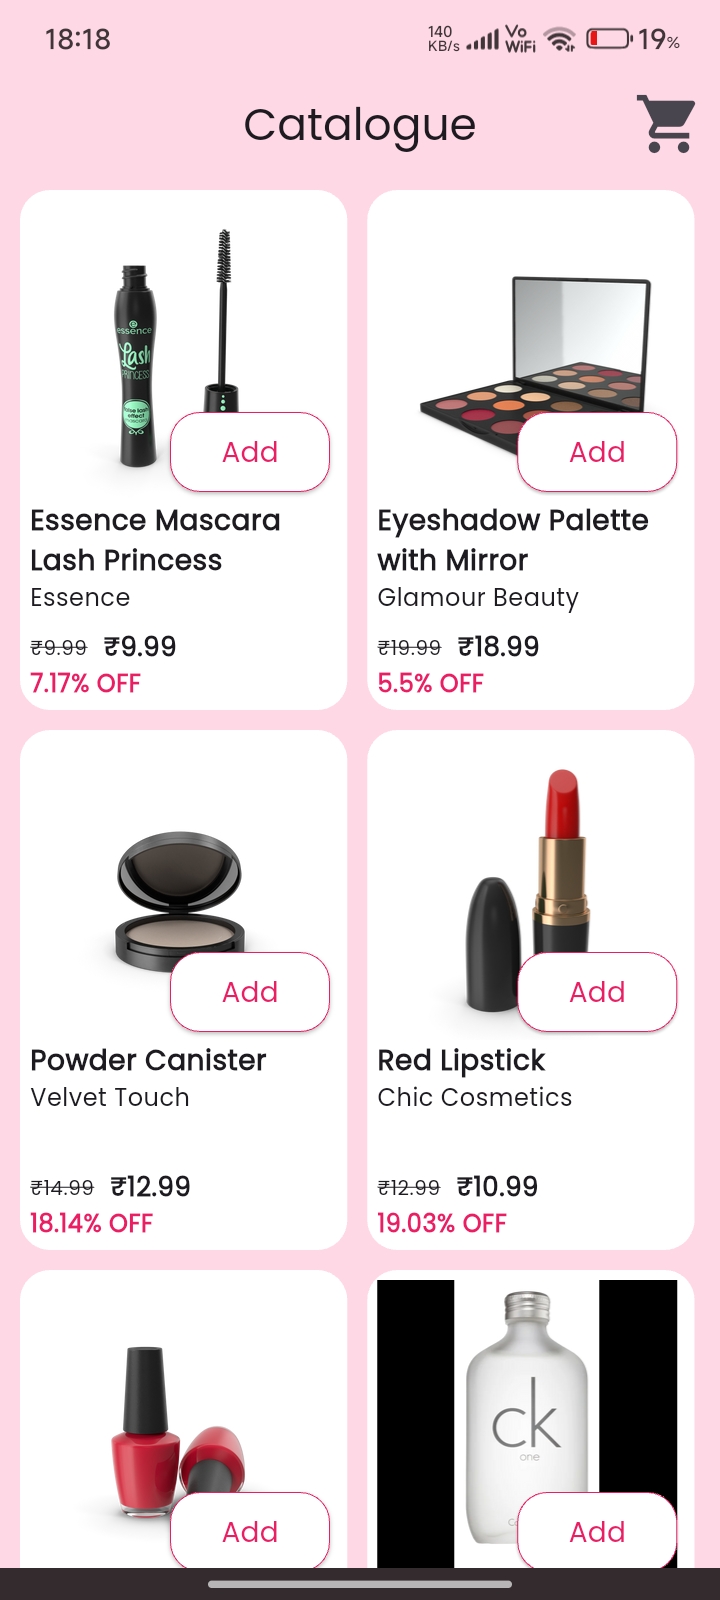 18:18
140
KB/s
Vo
WiFi
19%
Catalogue
essence
Lash
PRINCESS
false lash
effect
Add
Add
Essence Mascara
Lash Princess
Essence
₹9.99 ₹9.99
7.17% OFF
Eyeshadow Palette
with Mirror
Glamour Beauty
₹19.99 ₹18.99
5.5% OFF
Add
Add
Powder Canister
Velvet Touch
₹14.99 ₹12.99
18.14% OFF
Red Lipstick
Chic Cosmetics
₹12.99 ₹10.99
19.03% OFF
ck
one
Add
Add